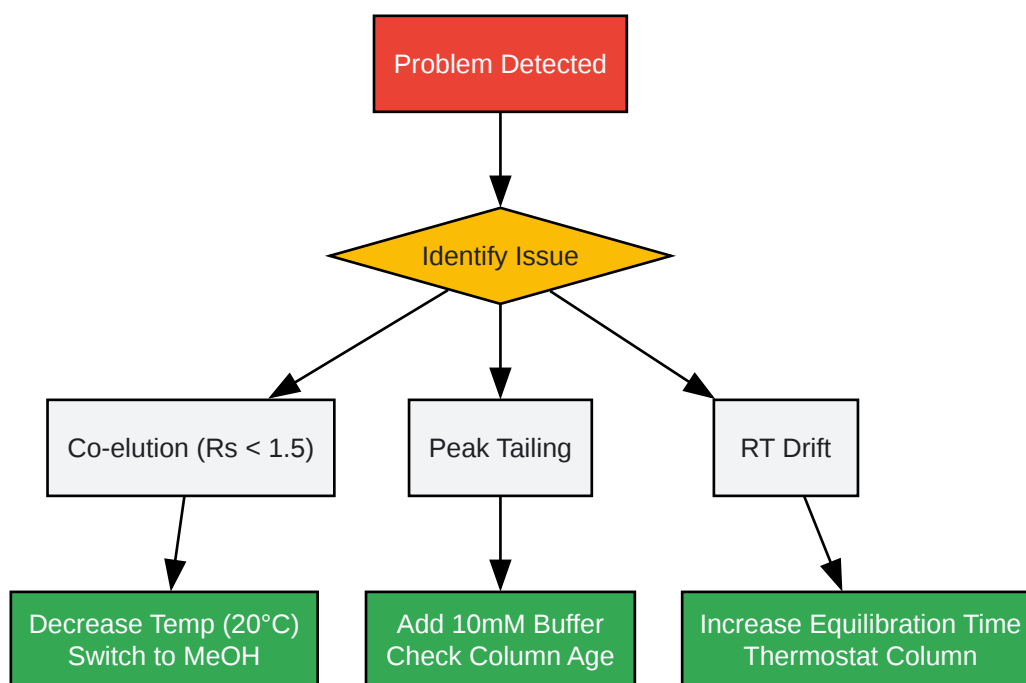 Problem Detected
Identify Issue
Co-elution (Rs < 1.5)
Peak Tailing
RT Drift
Decrease Temp (20°C)
Switch to MeOH
Add 10mM Buffer
Check Column Age
Increase Equilibration Time
Thermostat Column